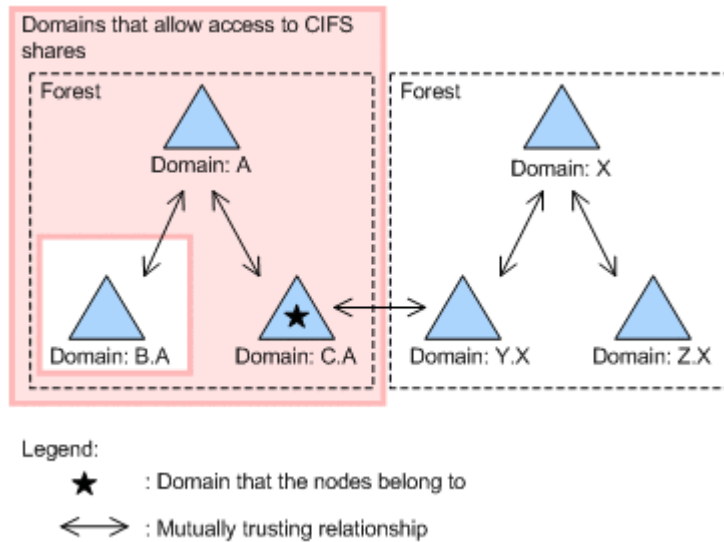 Domains that allow access to CIFS
shares
Forest
Forest
Domain: A
Domain: X
Domain: B.A
Domain: C.A
Domain: Y.X
Domain: Z.X
Legend:
: Domain that the nodes belong to
: Mutually trusting relationship